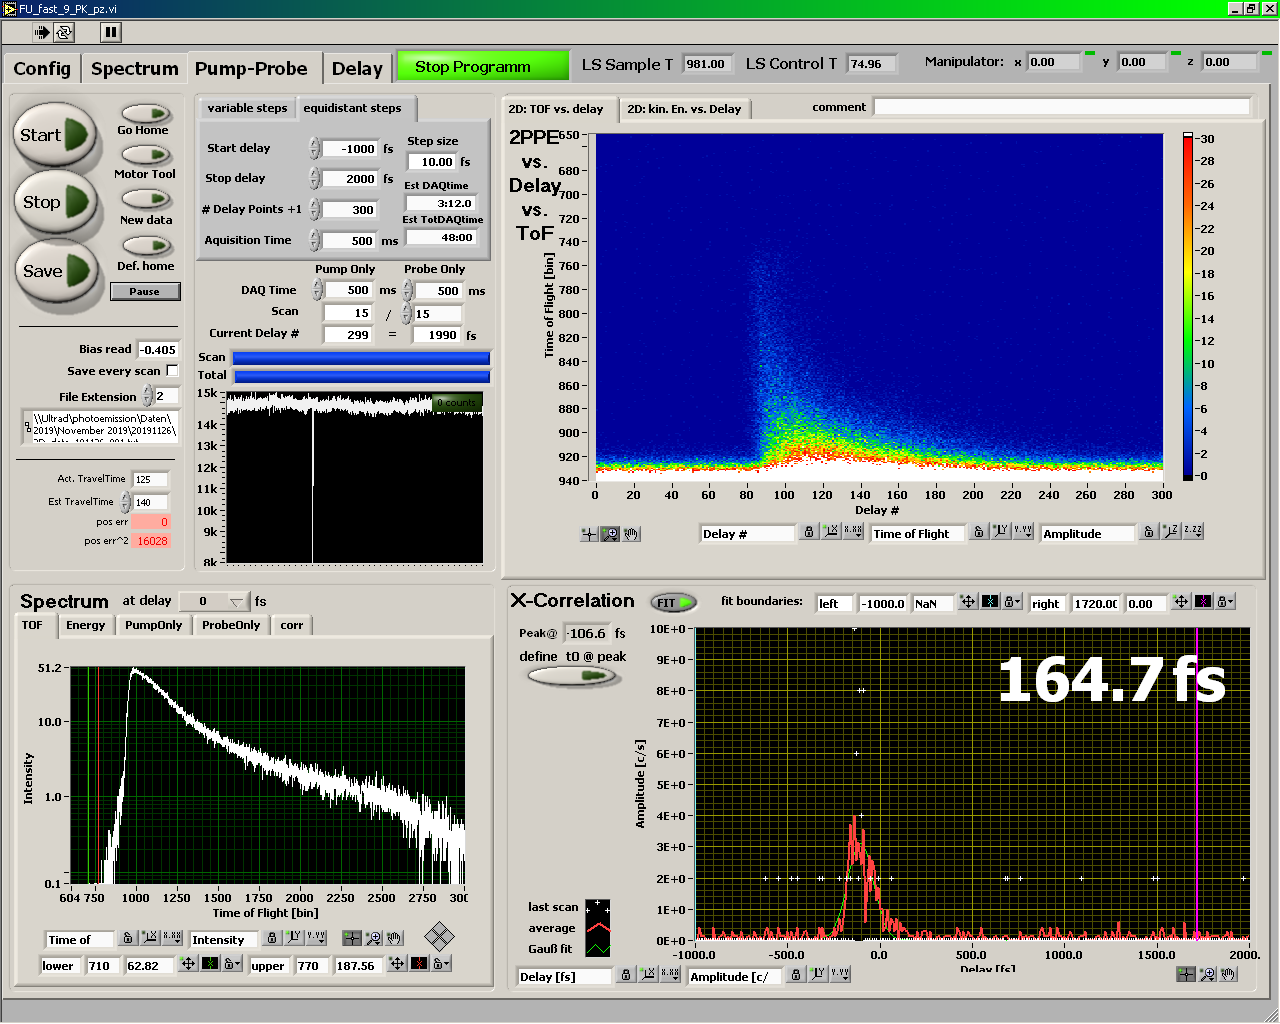 FU_fast_9_PK_pz.vi
Config Spectrum Pump-Probe Delay Stop Programm LS Sample T 981.00 LS Control T 74.96 Manipulator: x 0.00 y 0.00 z 0.00
Start
Go Home
Motor Tool
Stop
New data
Save
Def. home
Pause
Bias read -0.405
Save every scan
File Extension 2
\\Ultrad\photoemission\Daten\
2019\November 2019\20191126\
Act. TravelTime 125
Est TravelTime 140
pos err 0
pos err^2 16028
variable steps equidistant steps
Start delay -1000 fs
Step size
10.00 fs
Stop delay 2000 fs
Est DAQtime
3:12.0
# Delay Points +1 300
Est TotDAQtime
48:00
Aquisition Time 500 ms
Pump Only Probe Only
DAQ Time 500 ms 500 ms
Scan 15 / 15
Current Delay # 299 = 1990 fs
Scan
Total
0 counts
15k
14k
13k
12k
11k
10k
9k
8k
2D: TOF vs. delay 2D: kin. En. vs. Delay comment
2PPE
vs.
Delay
vs.
ToF
Time of Flight [bin]
650
680
700
720
740
760
780
800
820
840
860
880
900
920
940
0 20 40 60 80 100 120 140 160 180 200 220 240 260 280 300
Delay #
30
28
26
24
22
20
18
16
14
12
10
8
6
4
2
0
Delay # Time of Flight Amplitude
Spectrum at delay 0 fs
TOF Energy PumpOnly ProbeOnly corr
Intensity
51.2
10.0
1.0
0.1
604 750 1000 1250 1500 1750 2000 2250 2500 2750
Time of Flight [bin]
Time of Intensity
lower 710 62.82 upper 770 187.56
X-Correlation FIT fit boundaries: left -1000.0 NaN right 1720.0 0.00
Peak@ -106.6 fs
define t0 @ peak
164.7 fs
Amplitude [c/s]
10E+0
9E+0
8E+0
7E+0
6E+0
5E+0
4E+0
3E+0
2E+0
1E+0
0E+0
-1000.0 -500.0 0.0 500.0 1000.0 1500.0 2000.
Delay [fs]
last scan
average
Gauß fit
Delay [fs] Amplitude [c/